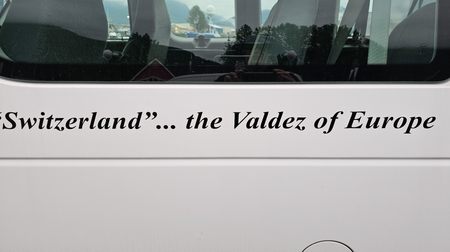 "Switzerland"... the Valdez of Europe